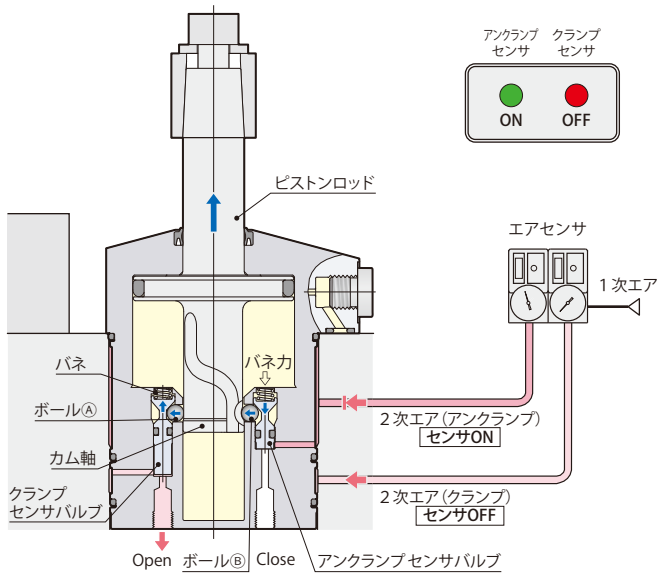 アンクランプ クランプ
センサ センサ
ON OFF
ピストンロッド
エアセンサ
1次エア
バネ
バネ力
ボールⒶ
2次エア(アンクランプ)
センサON
カム軸
クランプ
センサバルブ
2次エア(クランプ)
センサOFF
Open ボールⒷ Close アンクランプ センサバルブ